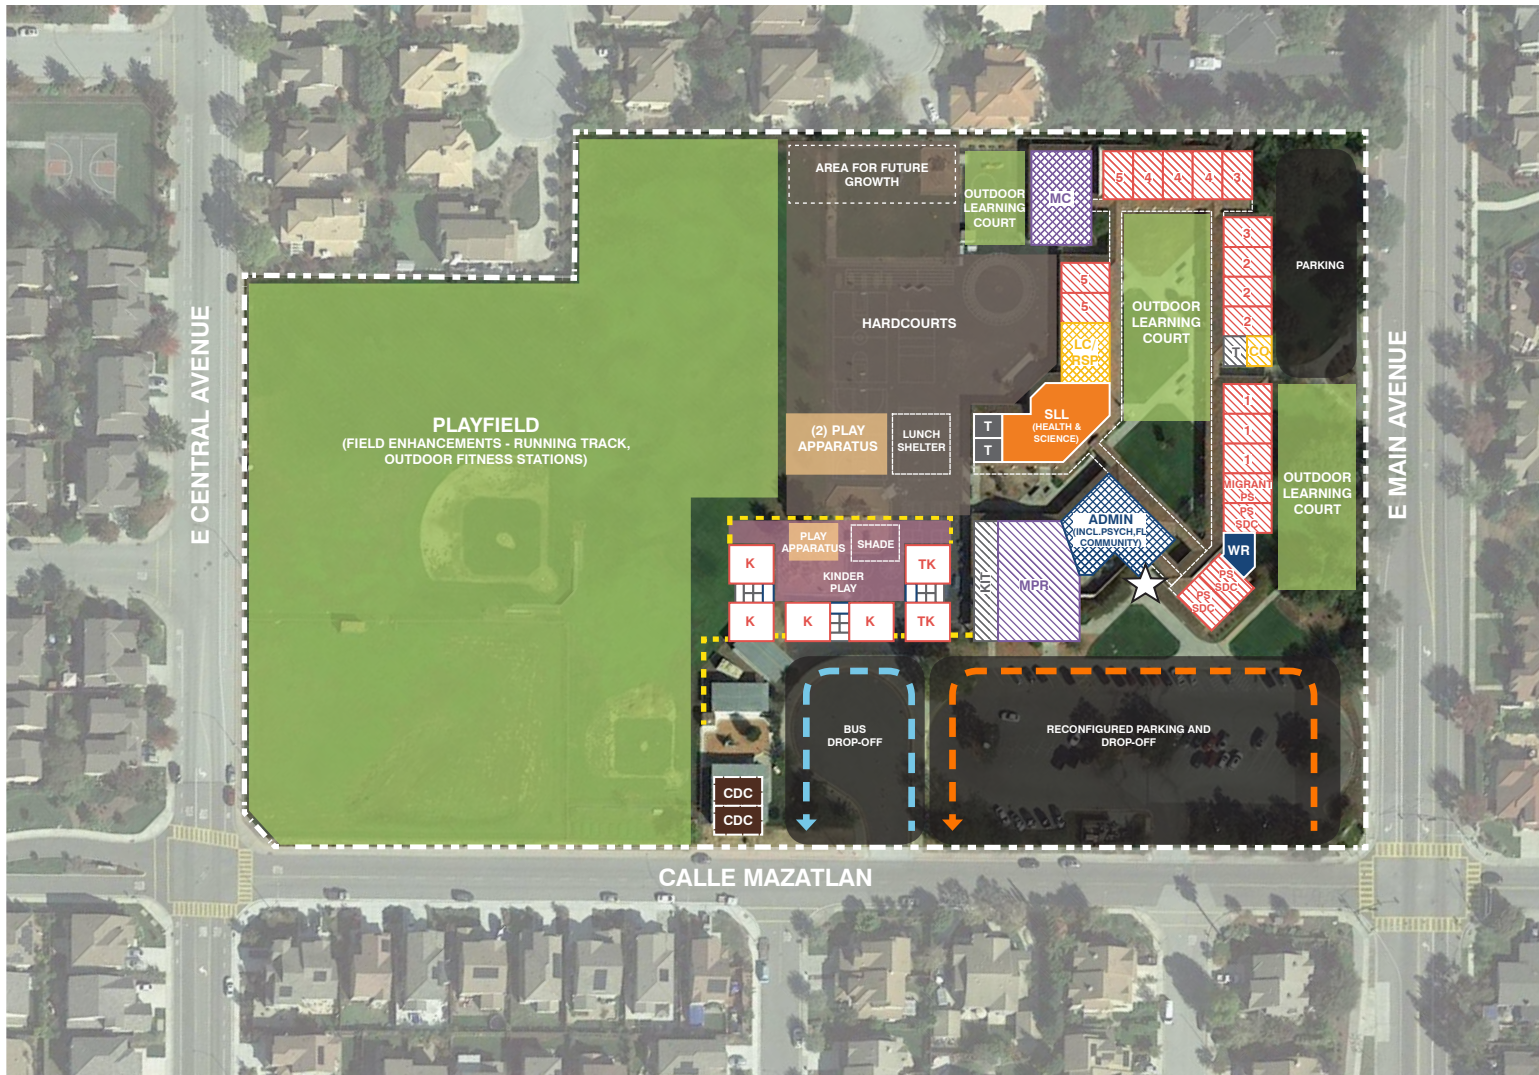 AREA FOR FUTURE
GROWTH
OUTDOOR
LEARNING
COURT
MC
5
4
4
4
3
3
2
2
2
T
CO
PARKING
5
5
LC/
RSP
OUTDOOR
LEARNING
COURT
HARDCOURTS
E CENTRAL AVENUE
E MAIN AVENUE
PLAYFIELD
(FIELD ENHANCEMENTS - RUNNING TRACK,
OUTDOOR FITNESS STATIONS)
(2) PLAY
APPARATUS
LUNCH
SHELTER
T
T
SLL
(HEALTH &
SCIENCE)
1
1
1
MIGRANT
PS
PS
SDC
OUTDOOR
LEARNING
COURT
ADMIN
(INCL.PSYCH,FL,
COMMUNITY)
WR
PS
SDC
PS
SDC
PLAY
APPARATUS
SHADE
KINDER
PLAY
K
TK
K
K
K
TK
KIT
MPR
BUS
DROP-OFF
RECONFIGURED PARKING AND
DROP-OFF
CDC
CDC
CALLE MAZATLAN